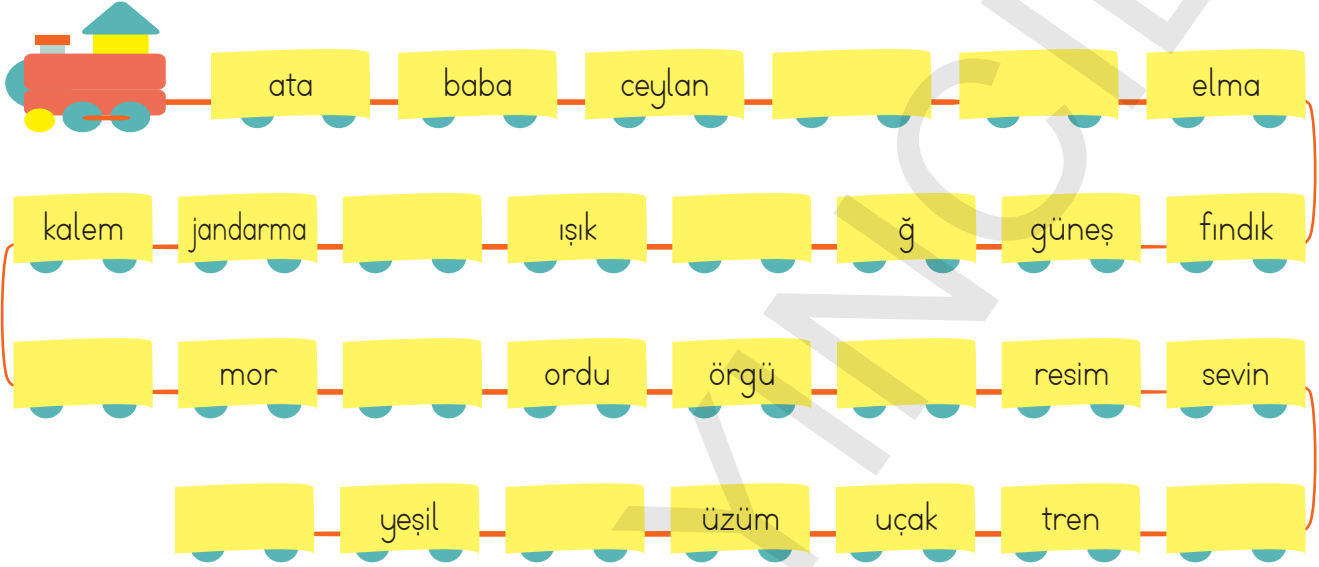 ata baba ceylan elma
kalem jandarma ışık ğ güneş fındık
mor ordu örgü resim sevin
yeşil üzüm uçak tren